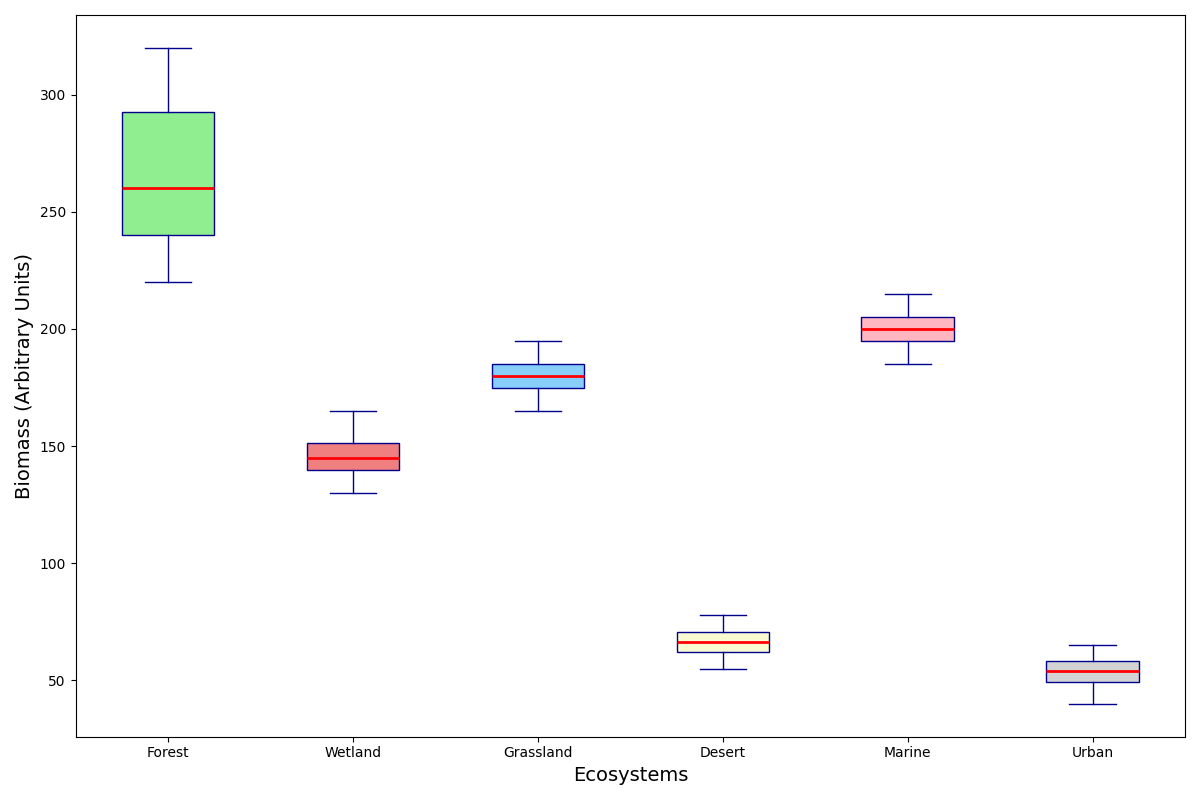 Biomass (Arbitrary Units)
300
250
200
150
100
50
Forest Wetland Grassland Desert Marine Urban
Ecosystems